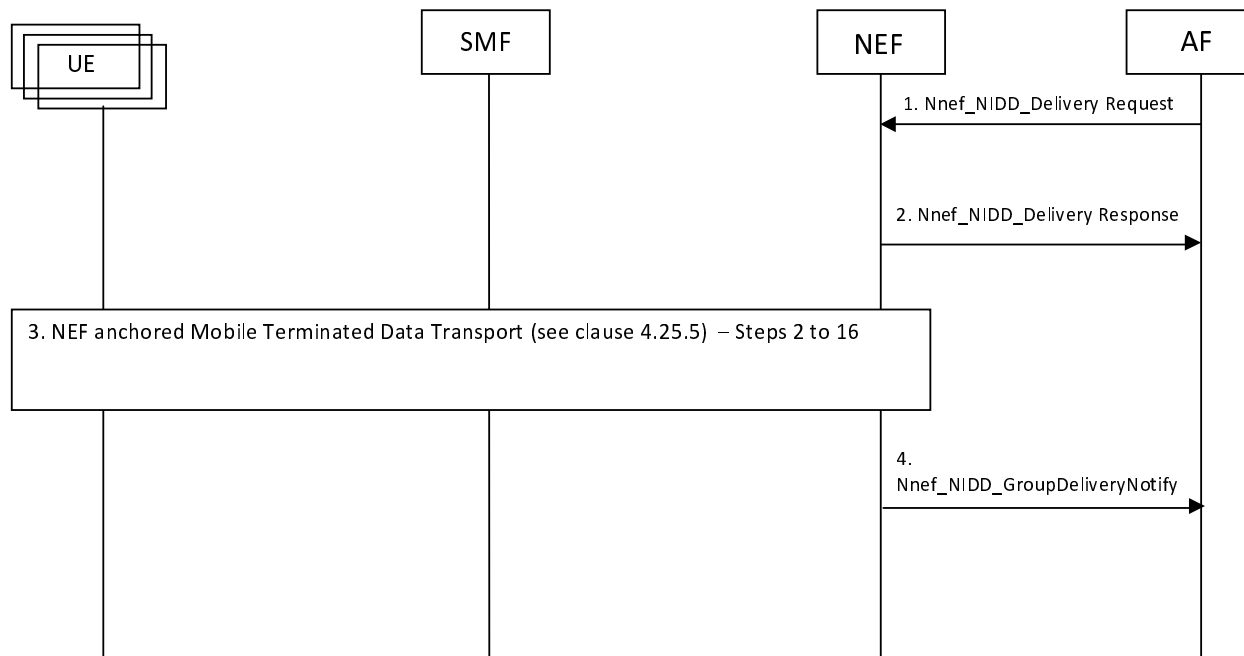 UE
SMF
NEF
AF
1. Nnef_NIDD_Delivery Request
2. Nnef_NIDD_Delivery Response
3. NEF anchored Mobile Terminated Data Transport (see clause 4.25.5) – Steps 2 to 16
4.
Nnef_NIDD_GroupDeliveryNotify